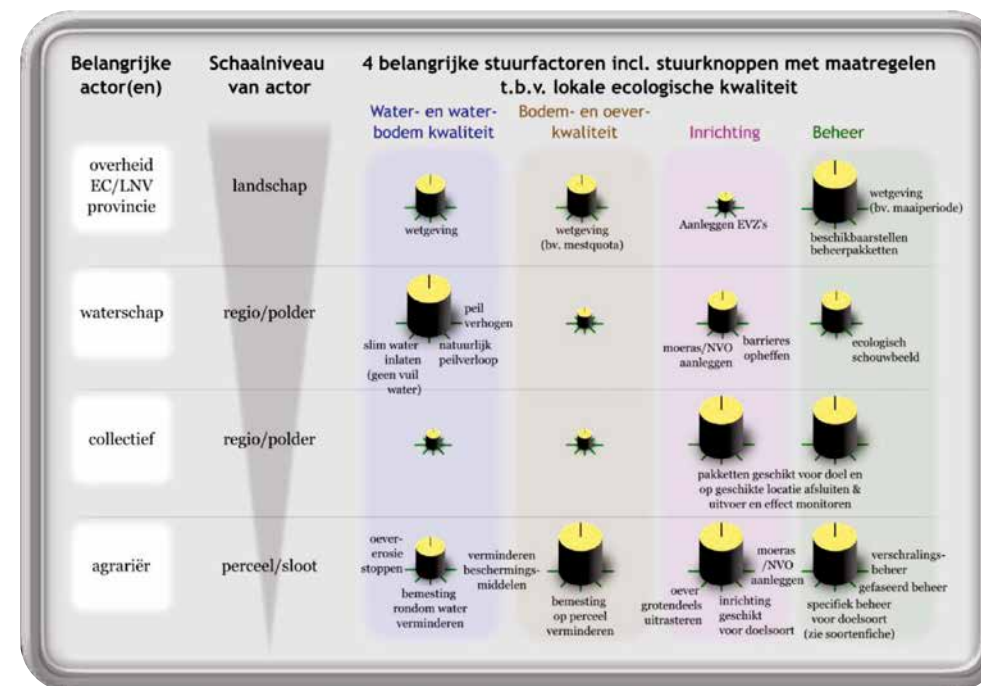 Belangrijke
actor(en)
Schaalniveau
van actor
4 belangrijke stuurfactoren incl. stuurknoppen met maatregelen
t.b.v. lokale ecologische kwaliteit
Water- en water-
bodem kwaliteit
Bodem- en oever-
kwaliteit
Inrichting
Beheer
overheid
EC/LNV
provincie
landschap
wetgeving
wetgeving
(bv. mestquota)
Aanleggen EVZ's
wetgeving
(bv. maaiperiode)
beschikbaarstellen
beheerpakketten
waterschap
regio/polder
peil
verhogen
slim water
inlaten
(geen vuil
water)
natuurlijk
peilverloop
moeras/NVO
aanleggen
barrieres
opheffen
ecologisch
schouwbeeld
collectief
regio/polder
pakketten geschikt voor doel en
op geschikte locatie afsluiten &
uitvoer en effect monitoren
agrariër
perceel/sloot
oever-
erosie
stoppen
verminderen
beschermings-
middelen
bemesting
rondom water
verminderen
bemesting
op perceel
verminderen
moeras
/NVO
aanleggen
oever
grotendeels
uitrasteren
inrichting
geschikt
voor doelsoort
verschralings-
beheer
gefaseerd beheer
specifiek beheer
voor doelsoort
(zie soortenfiche)